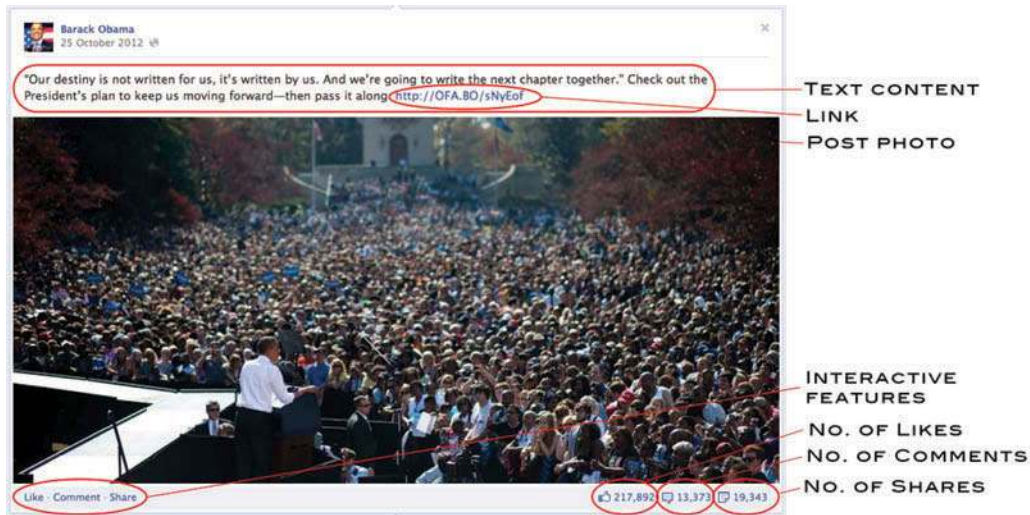 Barack Obama
25 October 2012
"Our destiny is not written for us, it's written by us. And we're going to write the next chapter together." Check out the
President's plan to keep us moving forward—then pass it along: http://OFA.BO/sNyEof
TEXT CONTENT
LINK
POST PHOTO
INTERACTIVE
FEATURES
NO. OF LIKES
NO. OF COMMENTS
NO. OF SHARES
Like · Comment · Share
217,892 13,373 19,343